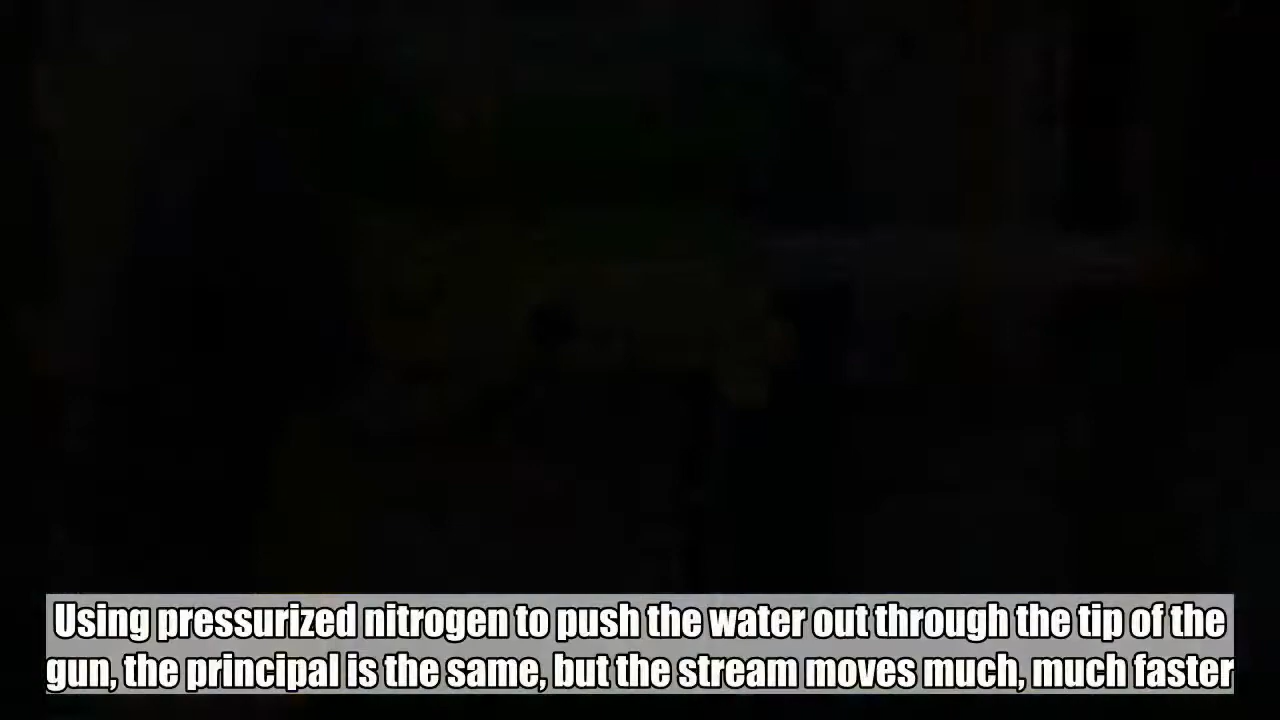 Using pressurized nitrogen to push the water out through the tip of the
gun, the principal is the same, but the stream moves much, much faster